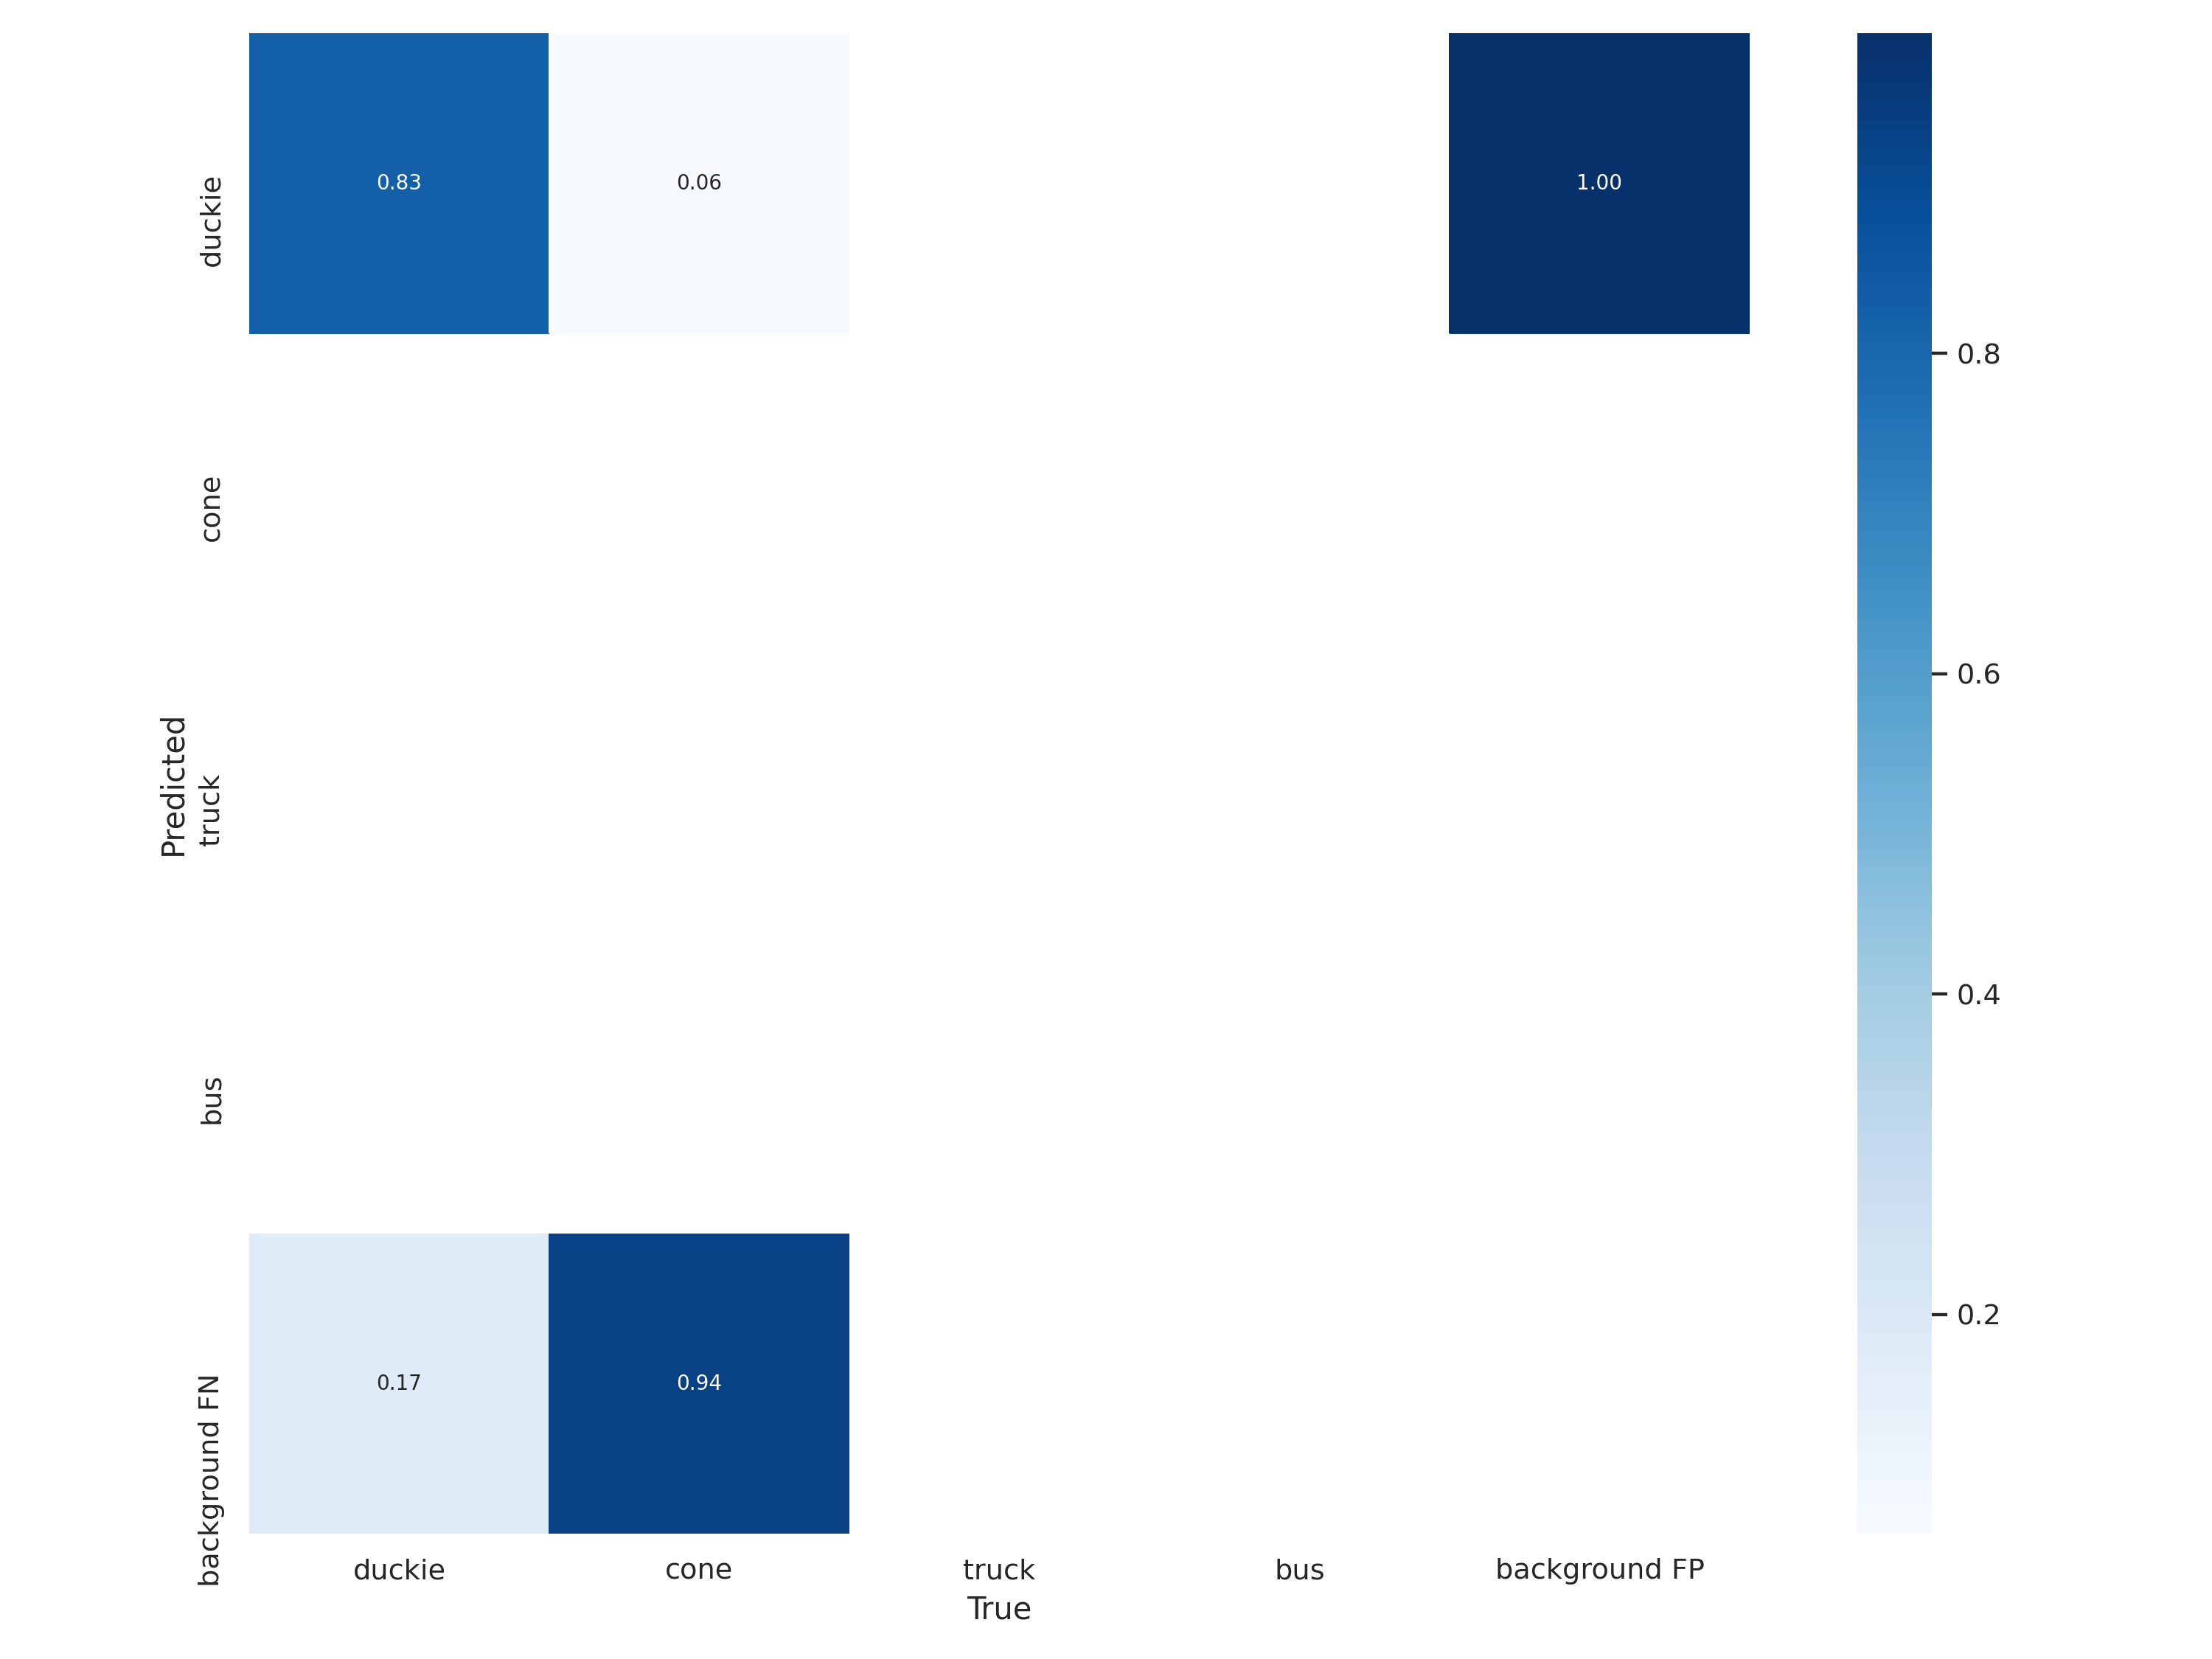 duckie
cone
truck
bus
background FN
Predicted
0.83
0.06
1.00
0.17
0.94
duckie
cone
truck
bus
background FP
True
0.8
0.6
0.4
0.2